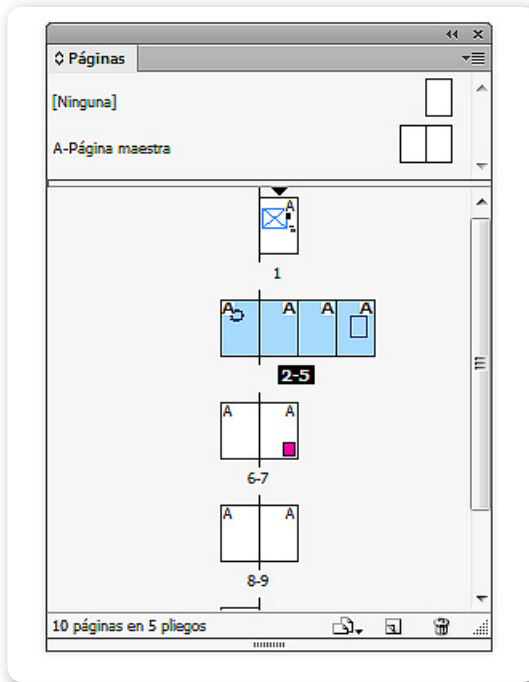 Páginas
[Ninguna]
A-Página maestra
A
1
A A A A
2-5
A A
6-7
A A
8-9
10 páginas en 5 pliegos